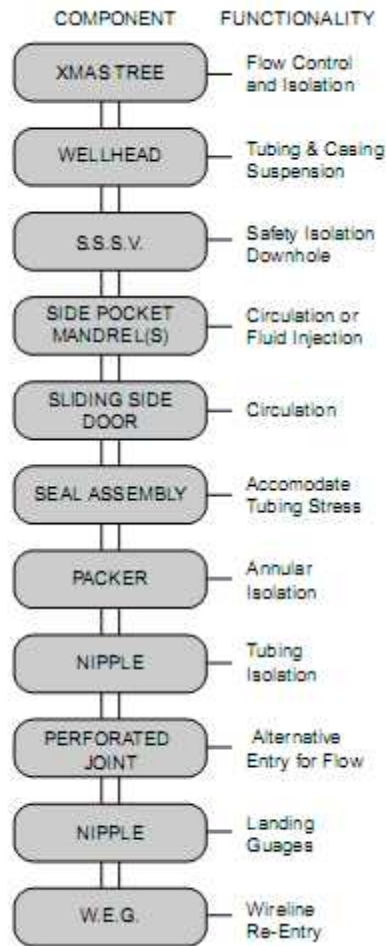 COMPONENT FUNCTIONALITY
XMAS TREE
Flow Control
and Isolation
WELLHEAD
Tubing & Casing
Suspension
S.S.S.V.
Safety Isolation
Downhole
SIDE POCKET
MANDREL(S)
Circulation or
Fluid Injection
SLIDING SIDE
DOOR
Circulation
SEAL ASSEMBLY
Accomodate
Tubing Stress
PACKER
Annular
Isolation
NIPPLE
Tubing
Isolation
PERFORATED
JOINT
Alternative
Entry for Flow
NIPPLE
Landing
Guages
W.E.G.
Wireline
Re-Entry